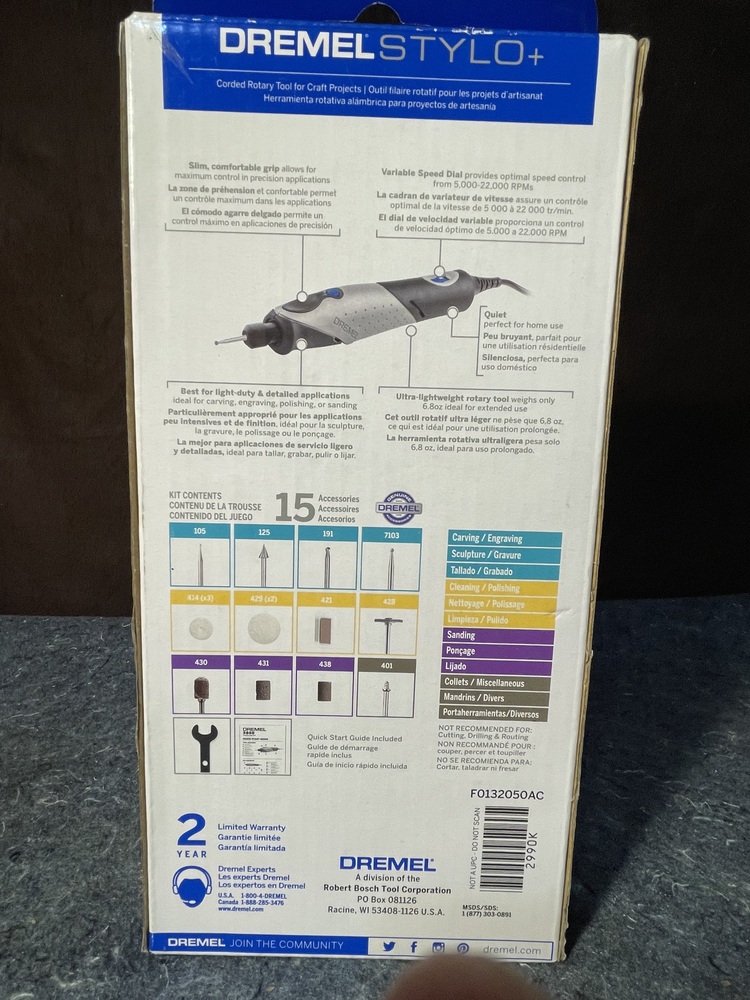 DREMEL® STYLO+
Corded Rotary Tool for Craft Projects | Outil filaire rotatif pour les projets d'artisanat
Herramienta rotativa alámbrica para proyectos de artesanía
Slim, comfortable grip allows for
maximum control in precision applications
La zone de préhension et confortable permet
un contrôle maximum dans les applications
El cómodo agarre delgado permite un
control máximo en aplicaciones de precisión
Variable Speed Dial provides optimal speed control
from 5,000-22,000 RPMs
La cadran de variateur de vitesse assure un contrôle
optimal de la vitesse de 5 000 à 22 000 tr/min.
El dial de velocidad variable proporciona un control
de velocidad óptimo de 5.000 a 22.000 RPM
DREMEL
Quiet
perfect for home use
Peu bruyant, parfait pour
une utilisation résidentielle
Silenciosa, perfecta para
uso doméstico
Best for light-duty & detailed applications
ideal for carving, engraving, polishing, or sanding
Particulièrement approprié pour les applications
peu intensives et de finition, idéal pour la sculpture,
la gravure, le polissage ou le ponçage.
La mejor para aplicaciones de servicio ligero
y detalladas, ideal para tallar, grabar, pulir o lijar.
Ultra-lightweight rotary tool weighs only
6.8oz ideal for extended use
Cet outil rotatif ultra léger ne pèse que 6,8 oz,
ce qui est idéal pour une utilisation prolongée.
La herramienta rotativa ultraligera pesa solo
6,8 oz, ideal para uso prolongado.
KIT CONTENTS
CONTENU DE LA TROUSSE
CONTENIDO DEL JUEGO
15
Accessories
Accessoires
Accesorios
GENUINE
DREMEL
105 125 191 7103
414 (x3) 429 (x2) 421 428
430 431 438 401
Carving / Engraving
Sculpture / Gravure
Tallado / Grabado
Cleaning / Polishing
Nettoyage / Polissage
Limpieza / Pulido
Sanding
Ponçage
Lijado
Collets / Miscellaneous
Mandrins / Divers
Portaherramientas/Diversos
DREMEL
Quick Start Guide Included
Guide de démarrage
rapide inclus
Guía de inicio rápido incluida
NOT RECOMMENDED FOR:
Cutting, Drilling & Routing
NON RECOMMANDÉ POUR :
couper, percer et toupiller
NO SE RECOMIENDA PARA:
Cortar, taladrar ni fresar
F0132050AC
NOT A UPC - DO NOT SCAN
2990K
2
YEAR
Limited Warranty
Garantie limitée
Garantía limitada
Dremel Experts
Les experts Dremel
Los expertos en Dremel
U.S.A. 1-800-4-DREMEL
Canada 1-888-285-3476
www.dremel.com
DREMEL®
A division of the
Robert Bosch Tool Corporation
PO Box 081126
Racine, WI 53408-1126 U.S.A.
MSDS/SDS:
1 (877) 303-0891
DREMEL JOIN THE COMMUNITY
dremel.com